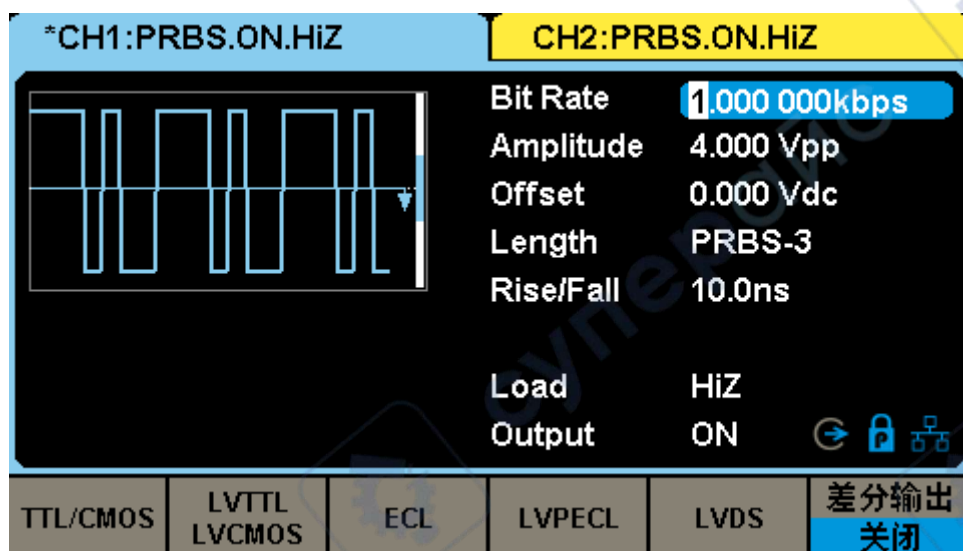 *CH1:PRBS.ON.HiZ
CH2:PRBS.ON.HiZ
Bit Rate 1.000 000kbps
Amplitude 4.000 Vpp
Offset 0.000 Vdc
Length PRBS-3
Rise/Fall 10.0ns
Load HiZ
Output ON
TTL/CMOS
LVTTL
LVCMOS
ECL
LVPECL
LVDS
差分输出
关闭
суперайс